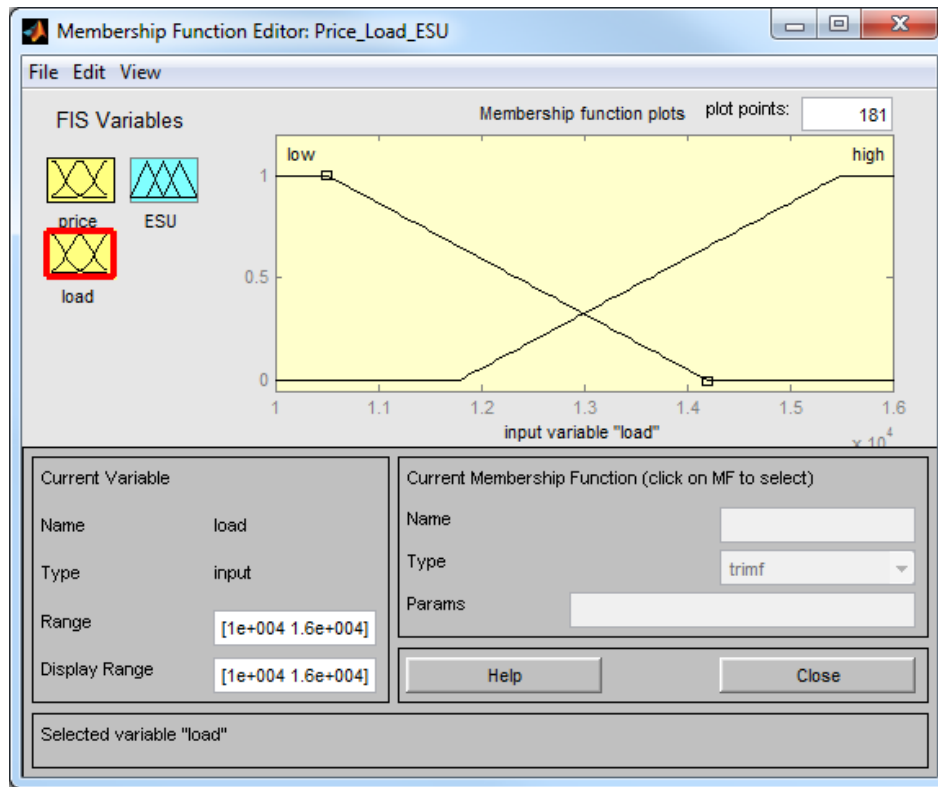 Membership Function Editor: Price_Load_ESU
File Edit View
FIS Variables
price
ESU
load
Membership function plots
plot points:
181
low
high
1
0.5
0
1 1.1 1.2 1.3 1.4 1.5 1.6
input variable "load"
x 10^4
Current Variable
Name load
Type input
Range [1e+004 1.6e+004]
Display Range [1e+004 1.6e+004]
Current Membership Function (click on MF to select)
Name
Type trimf
Params
Help
Close
Selected variable "load"